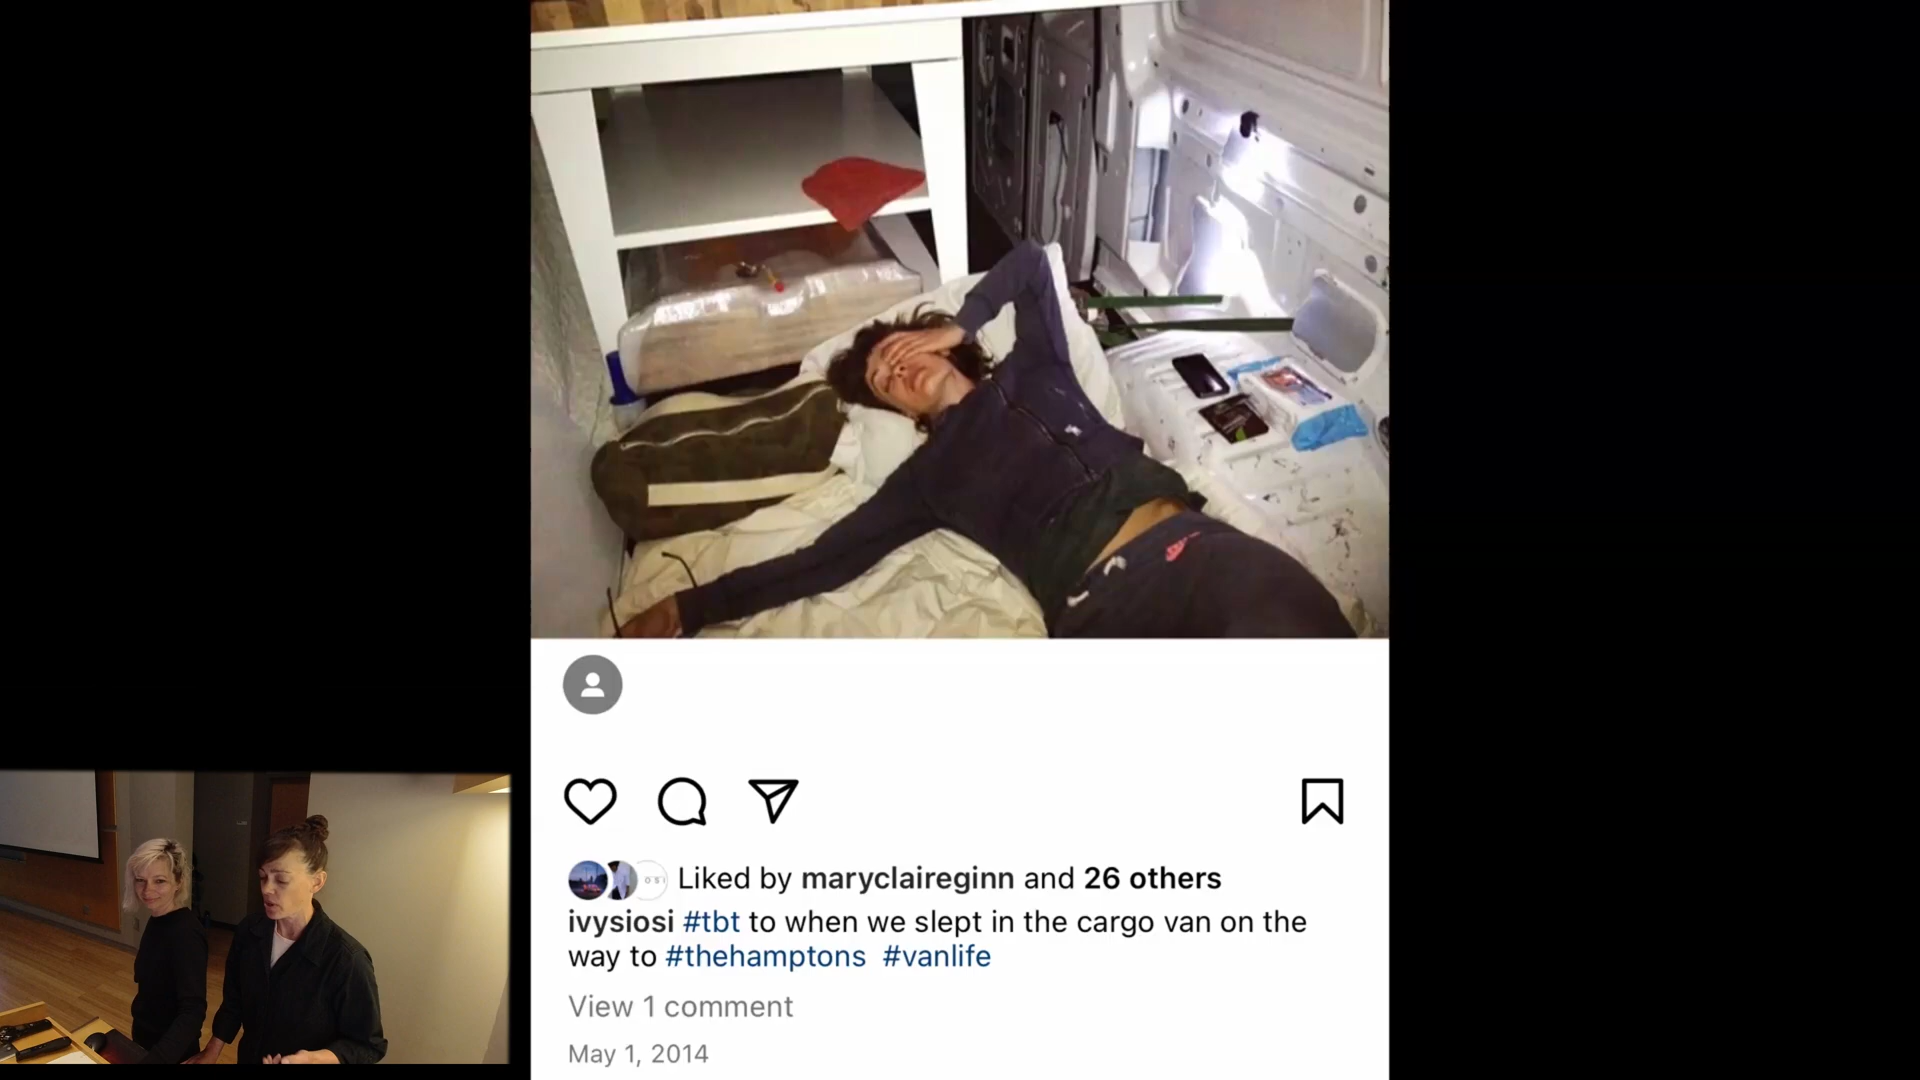 Liked by maryclaireginn and 26 others
ivysiosi #tbt to when we slept in the cargo van on the
way to #thehamptons #vanlife
View 1 comment
May 1, 2014